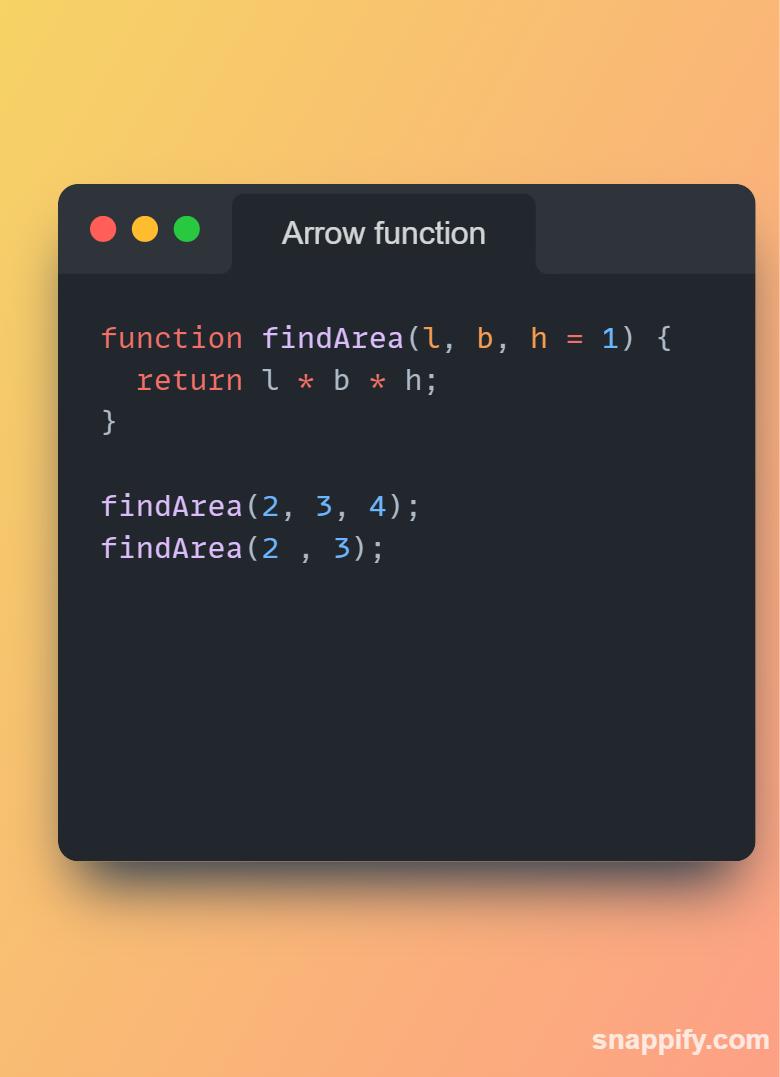 Arrow function
function findArea(l, b, h = 1) {
  return l * b * h;
}
findArea(2, 3, 4);
findArea(2 , 3);
snappify.com